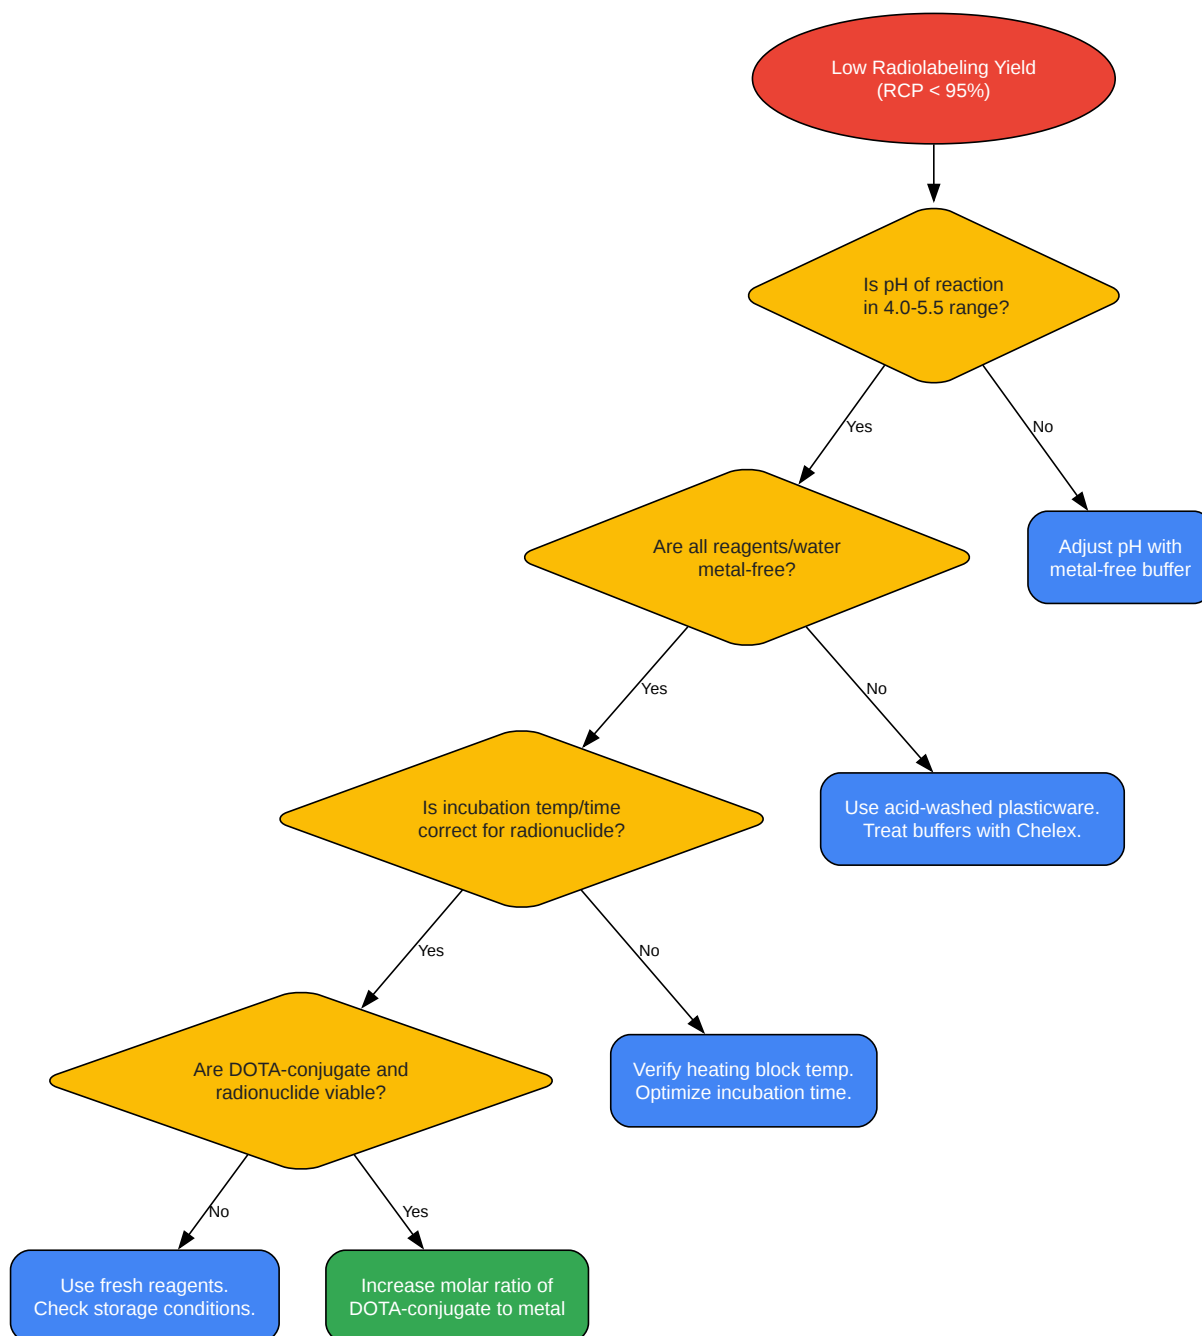 Low Radiolabeling Yield
(RCP < 95%)
Is pH of reaction
in 4.0-5.5 range?
Yes
No
Are all reagents/water
metal-free?
Adjust pH with
metal-free buffer
Yes
No
Is incubation temp/time
correct for radionuclide?
Use acid-washed plasticware.
Treat buffers with Chelex.
Yes
No
Are DOTA-conjugate and
radionuclide viable?
Verify heating block temp.
Optimize incubation time.
No
Yes
Use fresh reagents.
Check storage conditions.
Increase molar ratio of
DOTA-conjugate to metal